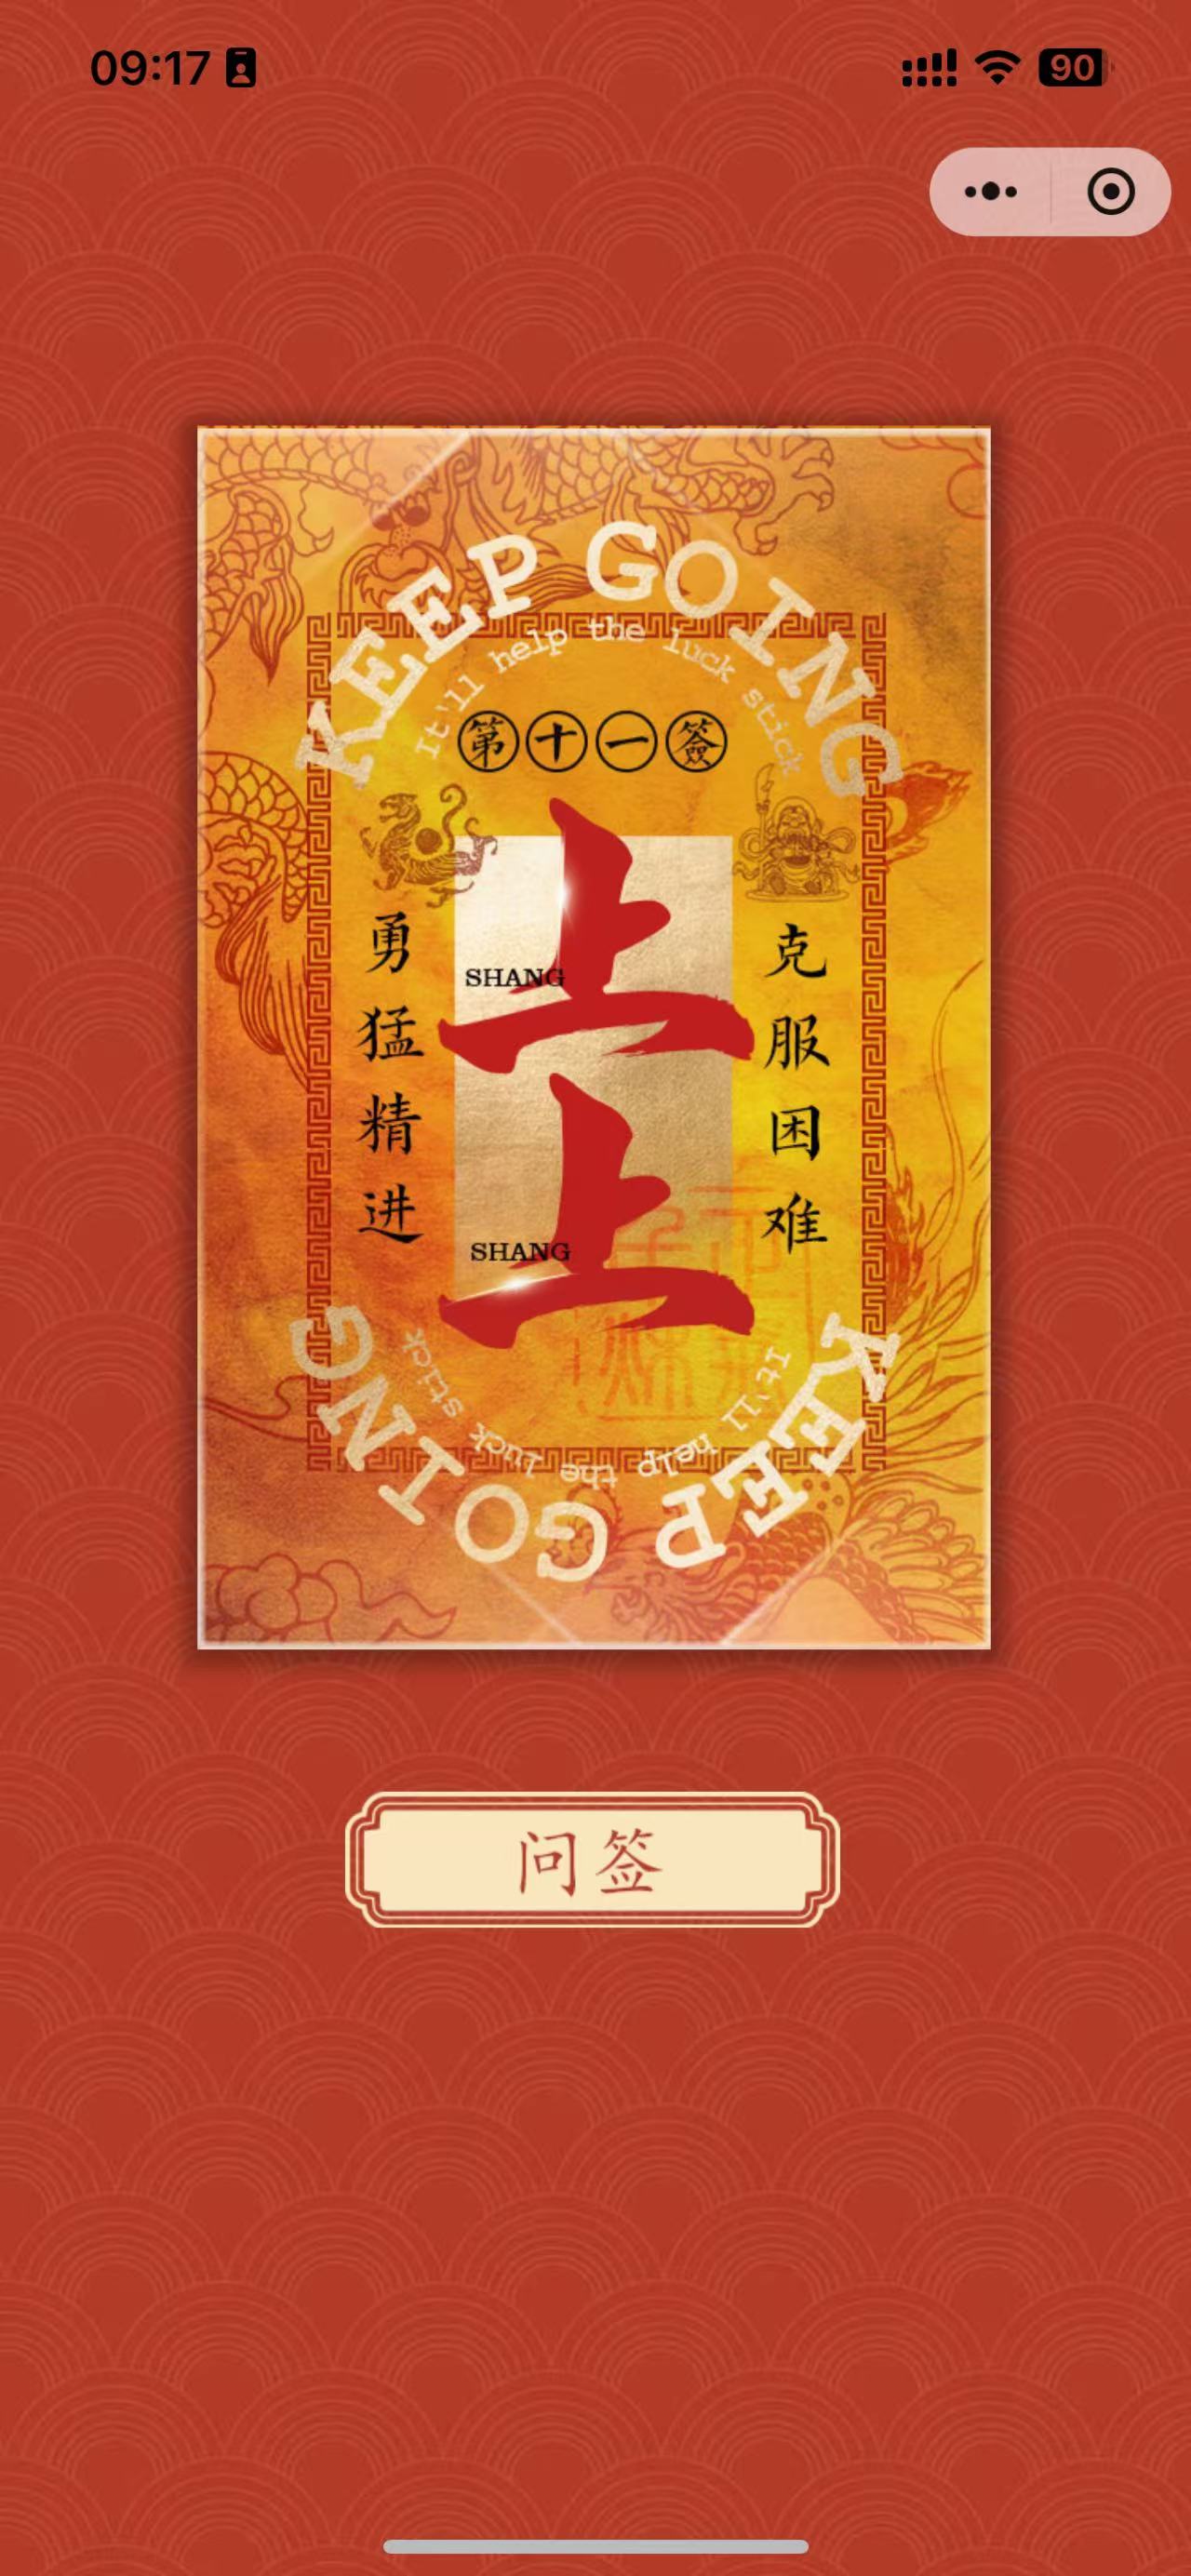 09:17
90
KEEP GOING
It'll help the luck stick
第十一簽
勇猛精进
上
SHANG
上
SHANG
克服困难
It'll help the luck stick
KEEP GOING
问签